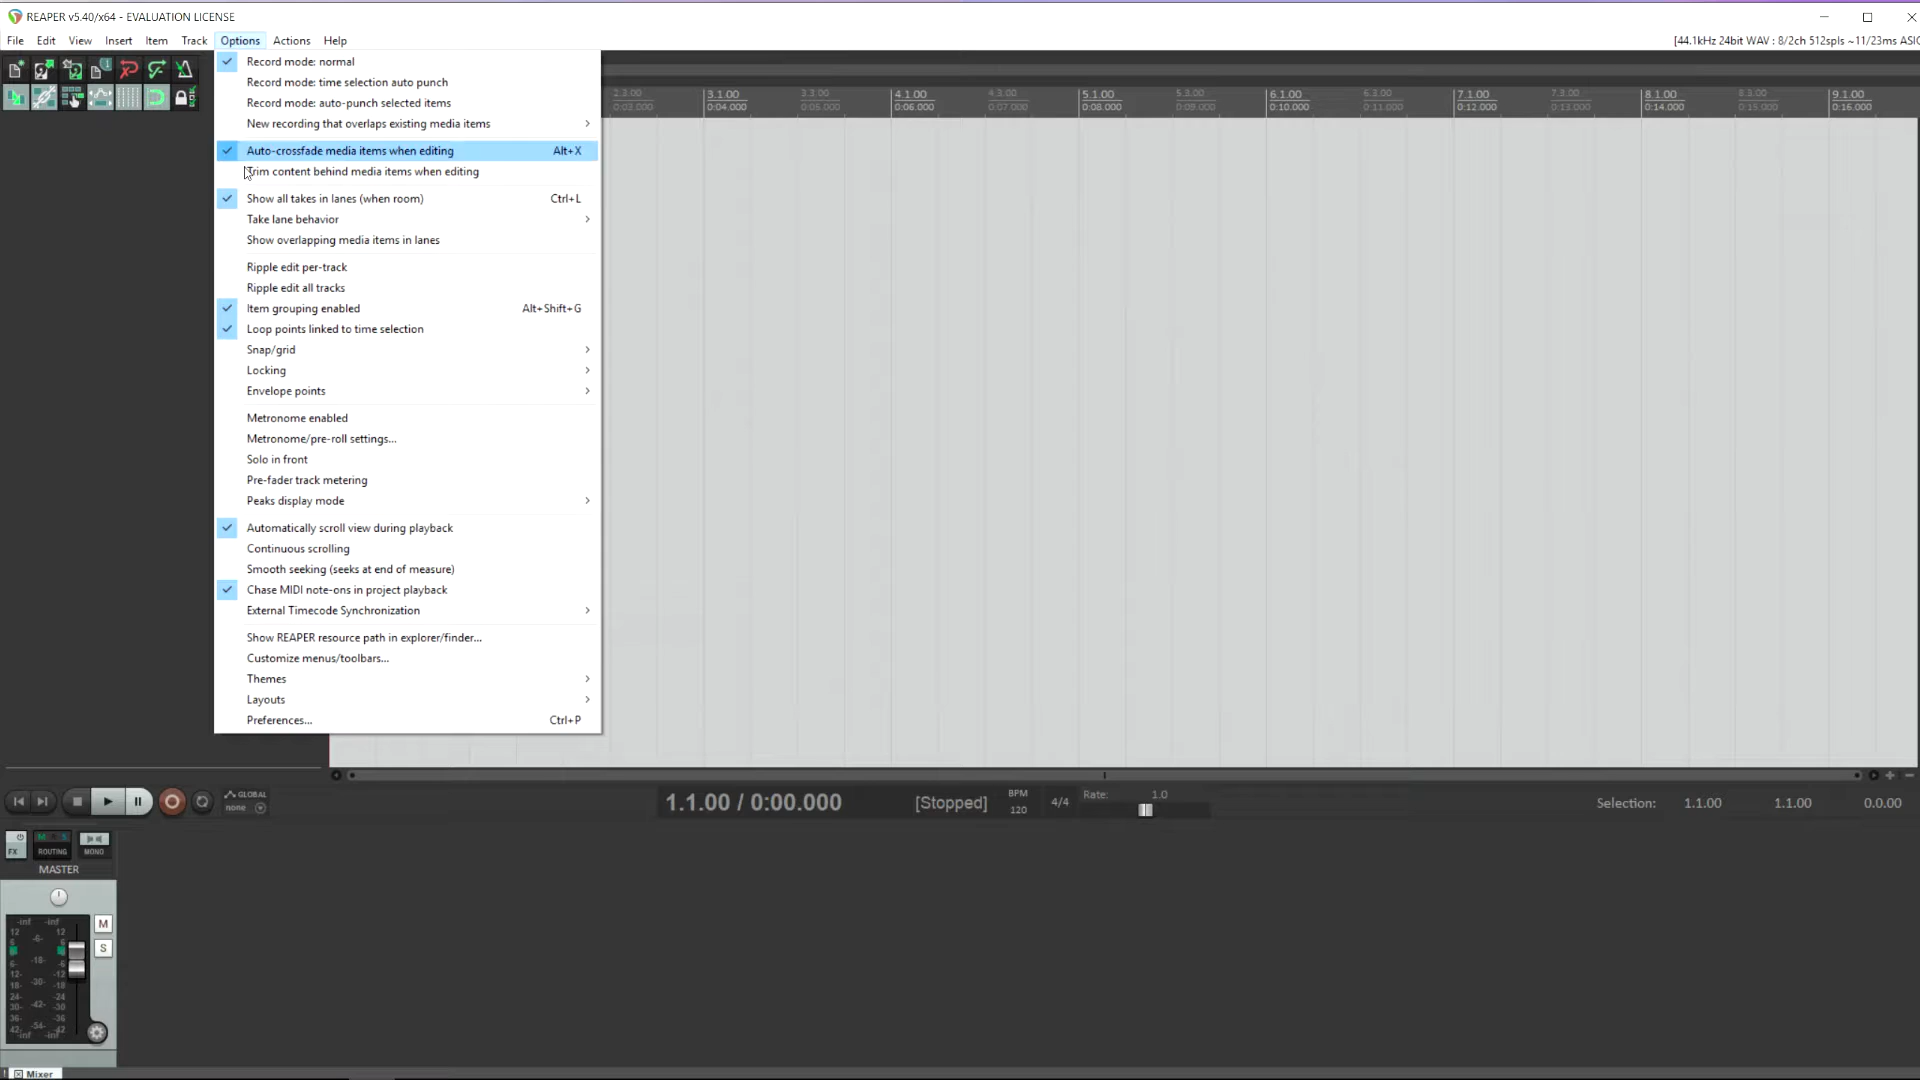 REAPER v5.40/x64 - EVALUATION LICENSE
File Edit View Insert Item Track Options Actions Help
[44.1kHz 24bit WAV : 8/2ch 512spls ~11/23ms ASIO
Record mode: normal
Record mode: time selection auto punch
Record mode: auto-punch selected items
New recording that overlaps existing media items
Auto-crossfade media items when editing Alt+X
Trim content behind media items when editing
Show all takes in lanes (when room) Ctrl+L
Take lane behavior
Show overlapping media items in lanes
Ripple edit per-track
Ripple edit all tracks
Item grouping enabled Alt+Shift+G
Loop points linked to time selection
Snap/grid
Locking
Envelope points
Metronome enabled
Metronome/pre-roll settings...
Solo in front
Pre-fader track metering
Peaks display mode
Automatically scroll view during playback
Continuous scrolling
Smooth seeking (seeks at end of measure)
Chase MIDI note-ons in project playback
External Timecode Synchronization
Show REAPER resource path in explorer/finder...
Customize menus/toolbars...
Themes
Layouts
Preferences... Ctrl+P
2.3.00 3.1.00 3.3.00 4.1.00 4.3.00 5.1.00 5.3.00 6.1.00 6.3.00 7.1.00 7.3.00 8.1.00 8.3.00 9.1.00
0:03.000 0:04.000 0:05.000 0:06.000 0:07.000 0:08.000 0:09.000 0:10.000 0:11.000 0:12.000 0:13.000 0:14.000 0:15.000 0:16.000
GLOBAL
none
1.1.00 / 0:00.000 [Stopped]
BPM
120
4/4
Rate: 1.0
Selection: 1.1.00 1.1.00 0.0.00
FX
M S
ROUTING
MONO
MASTER
-inf -inf
12 12
6 -6- 6
6- -18- -6
12- -12
18- -30- -18
24- -24
30- -42- -30
36- -36
42- -54- -42
-inf -inf
M
S
Mixer